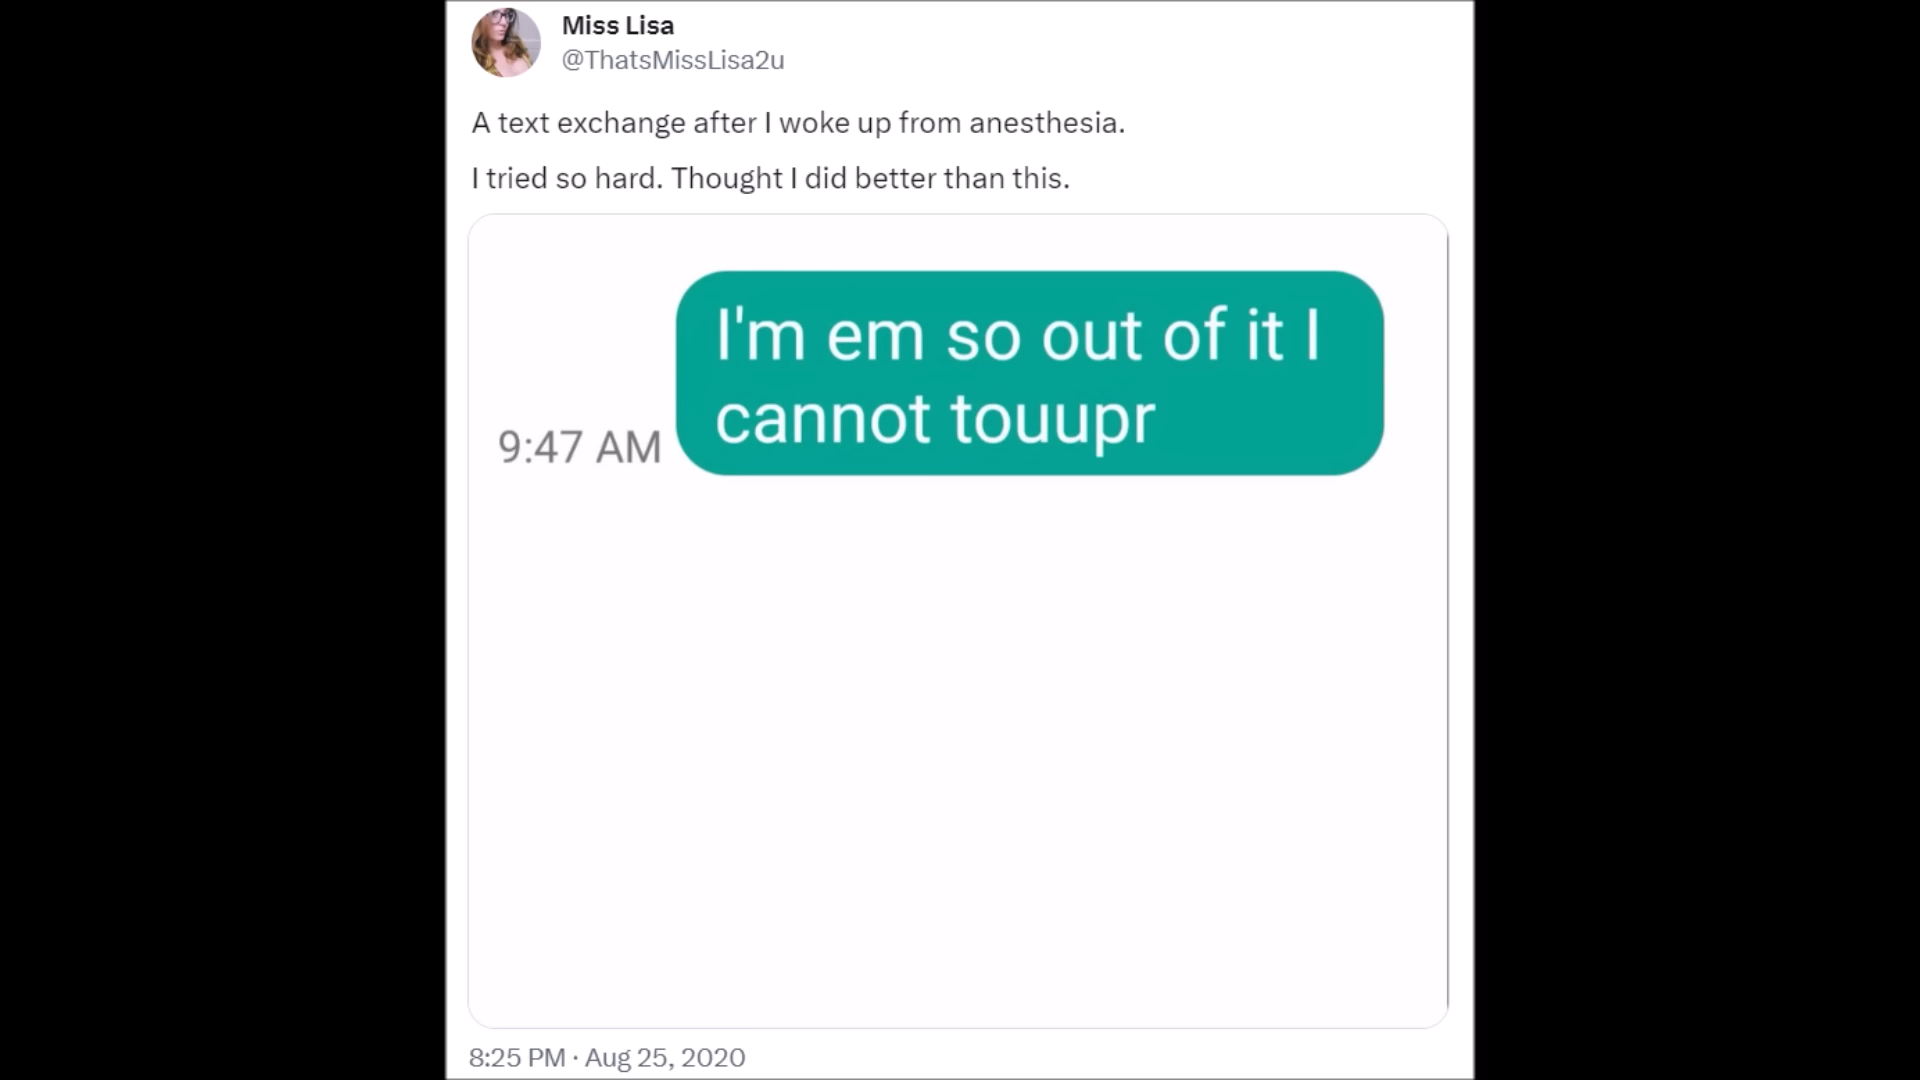 Miss Lisa
@ThatsMissLisa2u
A text exchange after I woke up from anesthesia.
I tried so hard. Thought I did better than this.
I'm em so out of it I
cannot touupr
9:47 AM
8:25 PM · Aug 25, 2020